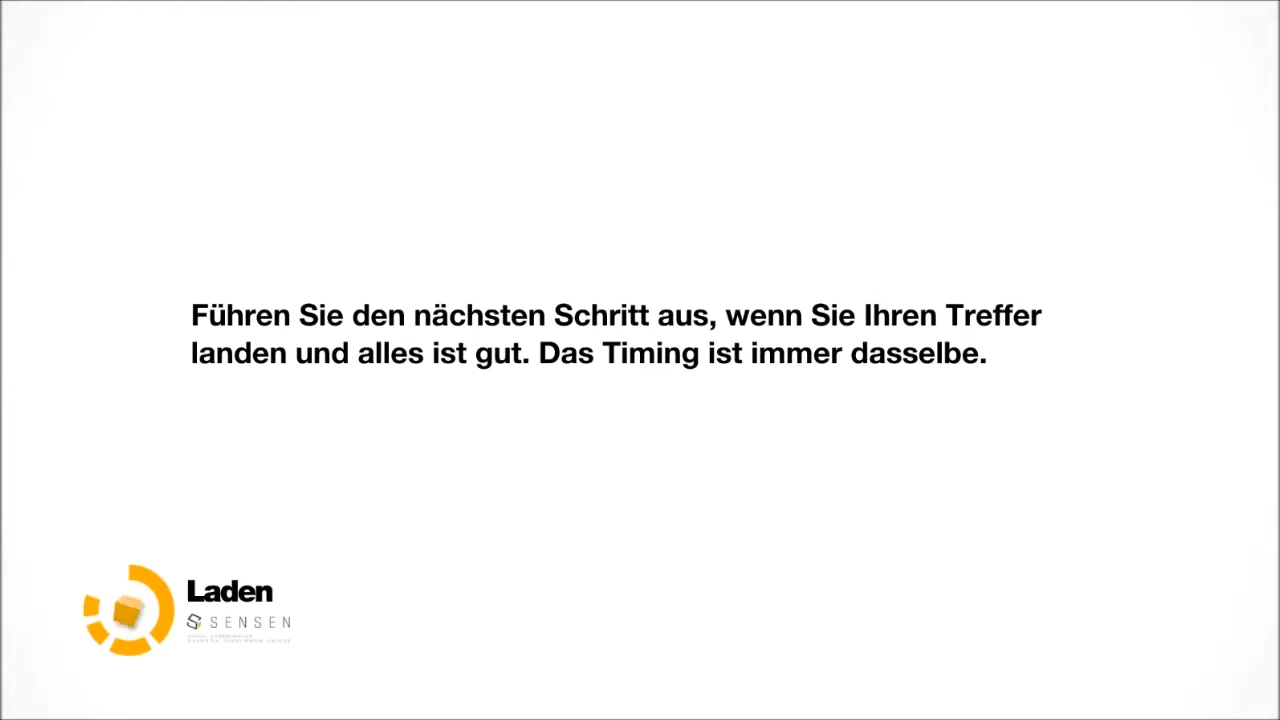 Führen Sie den nächsten Schritt aus, wenn Sie Ihren Treffer
landen und alles ist gut. Das Timing ist immer dasselbe.
Laden
SENSEN